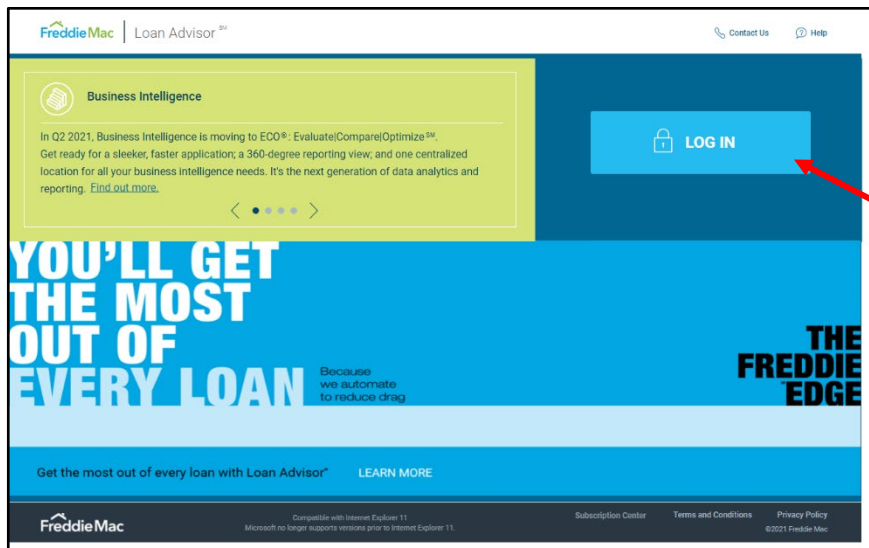 Freddie Mac Loan Advisor SM
Contact Us Help
Business Intelligence
In Q2 2021, Business Intelligence is moving to ECO®: Evaluate|Compare|Optimize SM.
Get ready for a sleeker, faster application; a 360-degree reporting view; and one centralized
location for all your business intelligence needs. It's the next generation of data analytics and
reporting. Find out more.
LOG IN
YOU'LL GET
THE MOST
OUT OF
EVERY LOAN
Because
we automate
to reduce drag
THE
FREDDIE
EDGE
Get the most out of every loan with Loan Advisor℠ LEARN MORE
Freddie Mac
Compatible with Internet Explorer 11
Microsoft no longer supports versions prior to Internet Explorer 11.
Subscription Center Terms and Conditions Privacy Policy
©2021 Freddie Mac